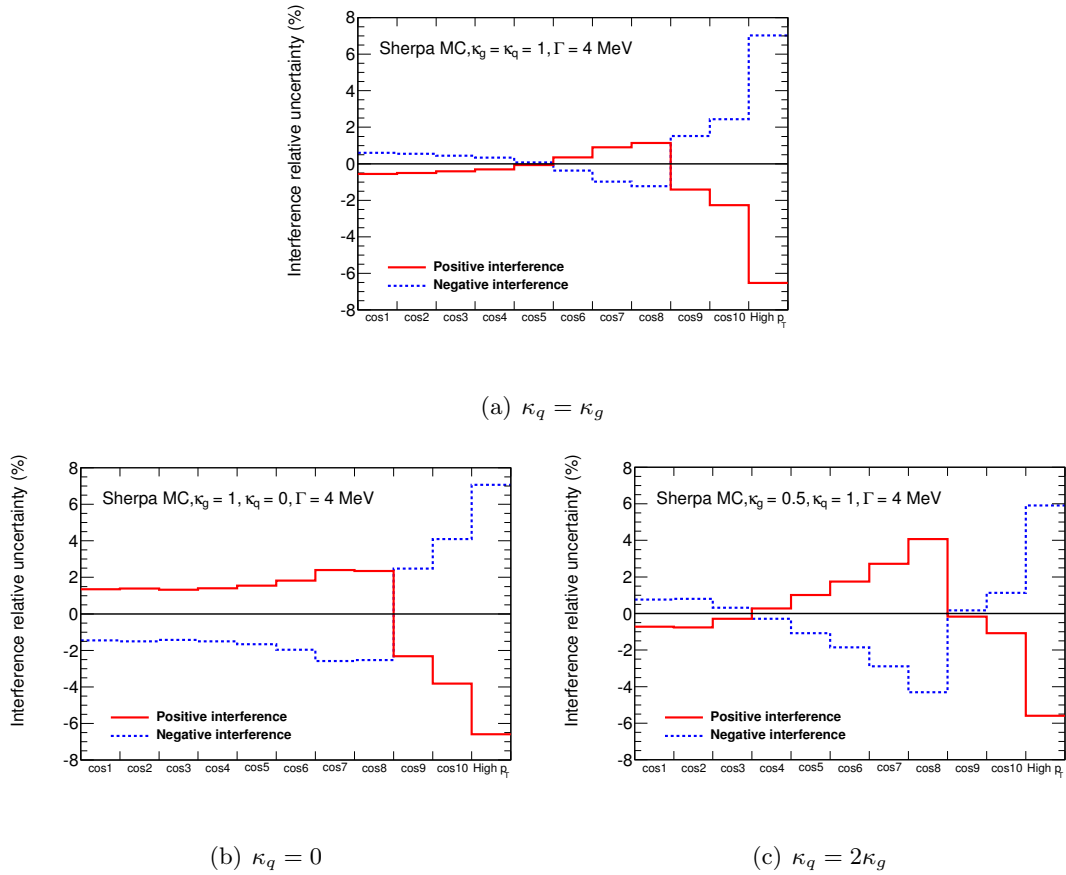 Interference relative uncertainty (%)
8
6
4
2
0
-2
-4
-6
-8
Sherpa MC,κg = κq = 1, Γ = 4 MeV
Positive interference
Negative interference
cos1 cos2 cos3 cos4 cos5 cos6 cos7 cos8 cos9 cos10 High pT
(a) κq = κg
Interference relative uncertainty (%)
8
6
4
2
0
-2
-4
-6
-8
Sherpa MC,κg = 1, κq = 0, Γ = 4 MeV
Positive interference
Negative interference
cos1 cos2 cos3 cos4 cos5 cos6 cos7 cos8 cos9 cos10 High pT
(b) κq = 0
Interference relative uncertainty (%)
8
6
4
2
0
-2
-4
-6
-8
Sherpa MC,κg = 0.5, κq = 1, Γ = 4 MeV
Positive interference
Negative interference
cos1 cos2 cos3 cos4 cos5 cos6 cos7 cos8 cos9 cos10 High pT
(c) κq = 2κg